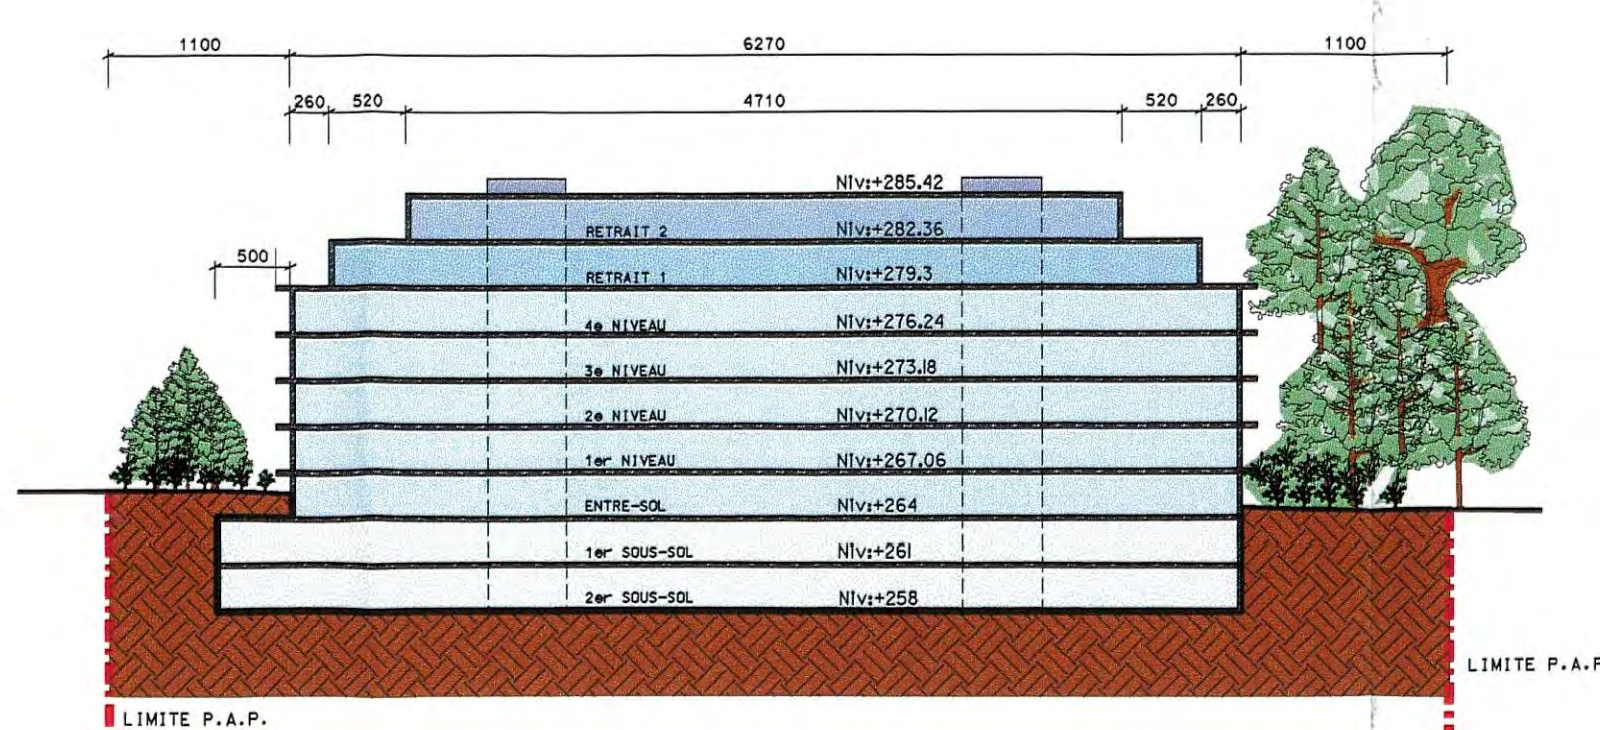 1100 6270 1100
260 520 4710 520 260
Niv:+285.42
RETRAIT 2 Niv:+282.36
500
RETRAIT 1 Niv:+279.3
4e NIVEAU Niv:+276.24
3e NIVEAU Niv:+273.18
2e NIVEAU Niv:+270.12
1er NIVEAU Niv:+267.06
ENTRE-SOL Niv:+264
1er SOUS-SOL Niv:+261
2er SOUS-SOL Niv:+258
LIMITE P.A.P
LIMITE P.A.P.